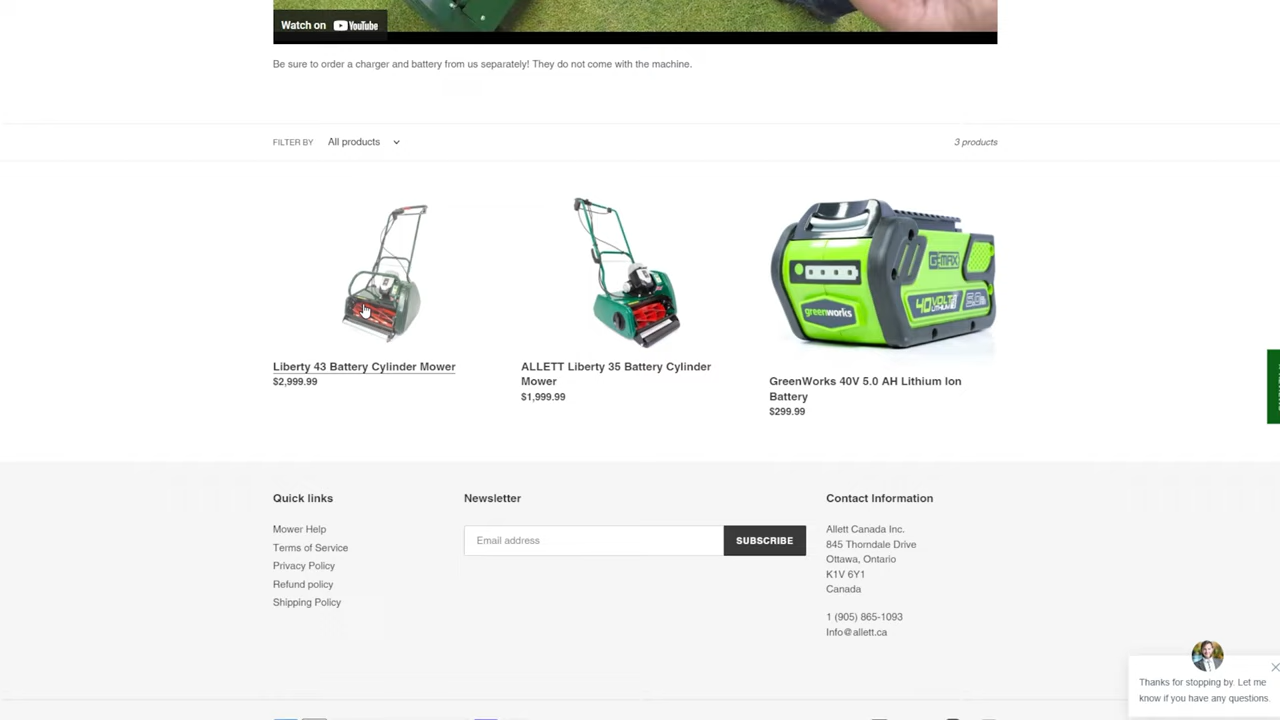 Watch on YouTube
Be sure to order a charger and battery from us separately! They do not come with the machine.
FILTER BY All products
3 products
G-MAX
40 VOLT
greenworks
Liberty 43 Battery Cylinder Mower
$2,999.99
ALLETT Liberty 35 Battery Cylinder
Mower
$1,999.99
GreenWorks 40V 5.0 AH Lithium Ion
Battery
$299.99
Quick links
Mower Help
Terms of Service
Privacy Policy
Refund policy
Shipping Policy
Newsletter
Email address
SUBSCRIBE
Contact Information
Allett Canada Inc.
845 Thorndale Drive
Ottawa, Ontario
K1V 6Y1
Canada
1 (905) 865-1093
Info@allett.ca
Thanks for stopping by. Let me
know if you have any questions.